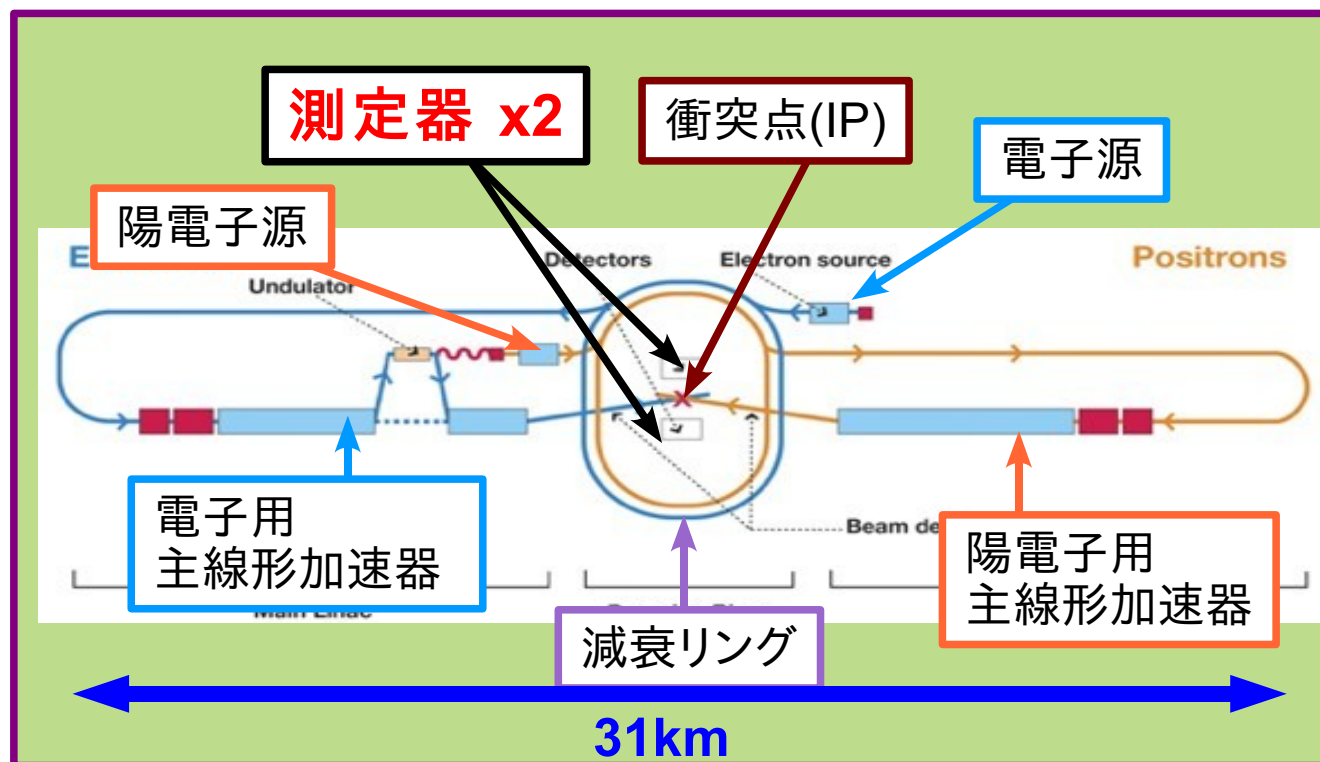 測定器 x2
衝突点(IP)
電子源
陽電子源
Detectors
Electron source
Positrons
Undulator
電子用
主線形加速器
Beam
陽電子用
主線形加速器
Main Linac
減衰リング
31km